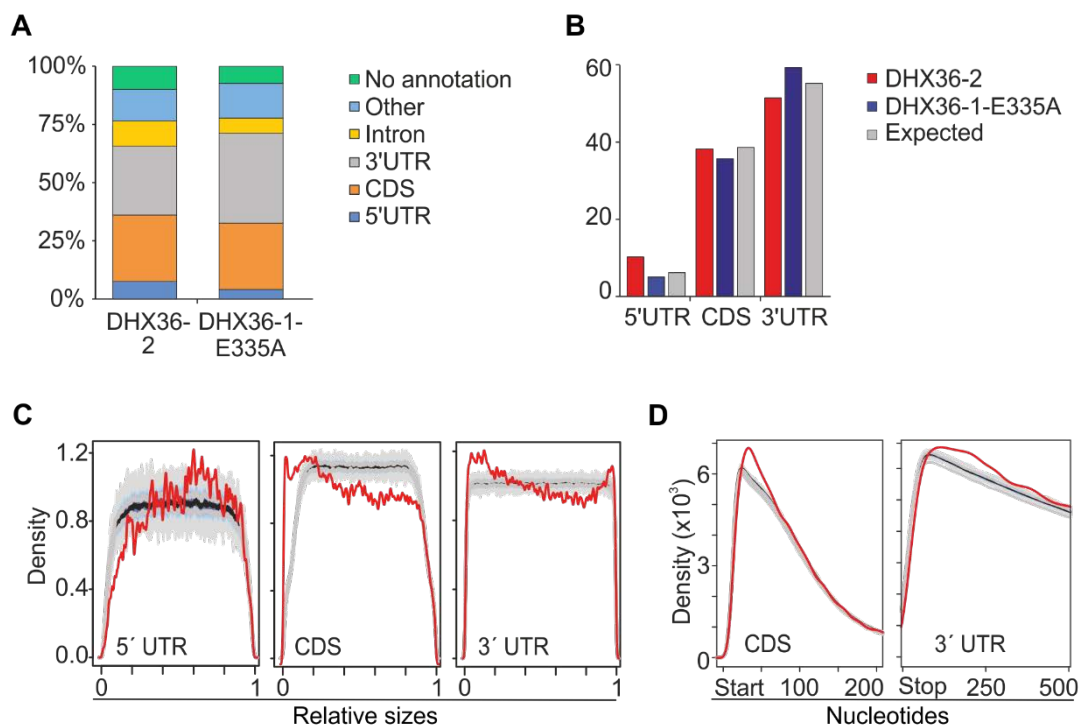 A
100%
75%
50%
25%
0%
DHX36-
2
DHX36-1-
E335A
No annotation
Other
Intron
3'UTR
CDS
5'UTR
B
60
40
20
0
5'UTR CDS 3'UTR
DHX36-2
DHX36-1-E335A
Expected
C
Density
1.2
0.8
0.4
0.0
5´ UTR
CDS
3´ UTR
0 1 0 1 0 1
Relative sizes
D
Density (x10³)
6
3
0
CDS
3´ UTR
Start 100 200
Stop 250 500
Nucleotides